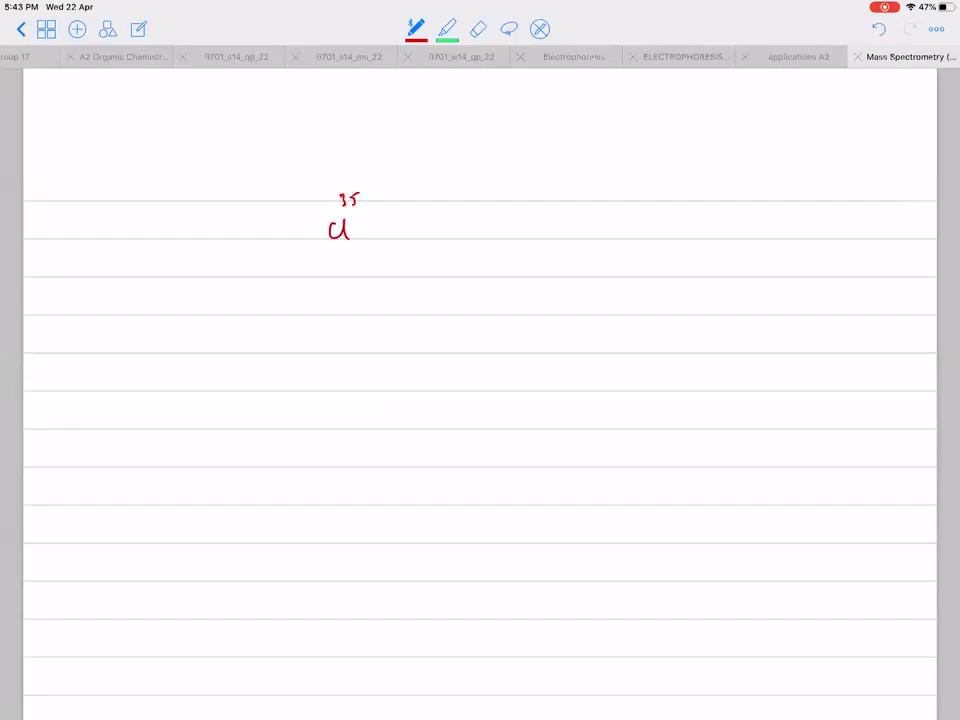 5:43 PM Wed 22 Apr
47%
roup 17
A2 Organic Chemistr...
9701_s14_qp_22
9701_s14_ms_22
9701_w14_qp_22
Electrophoresis
ELECTROPHORESIS...
applications A2
Mass Spectrometry (...
35
Cl